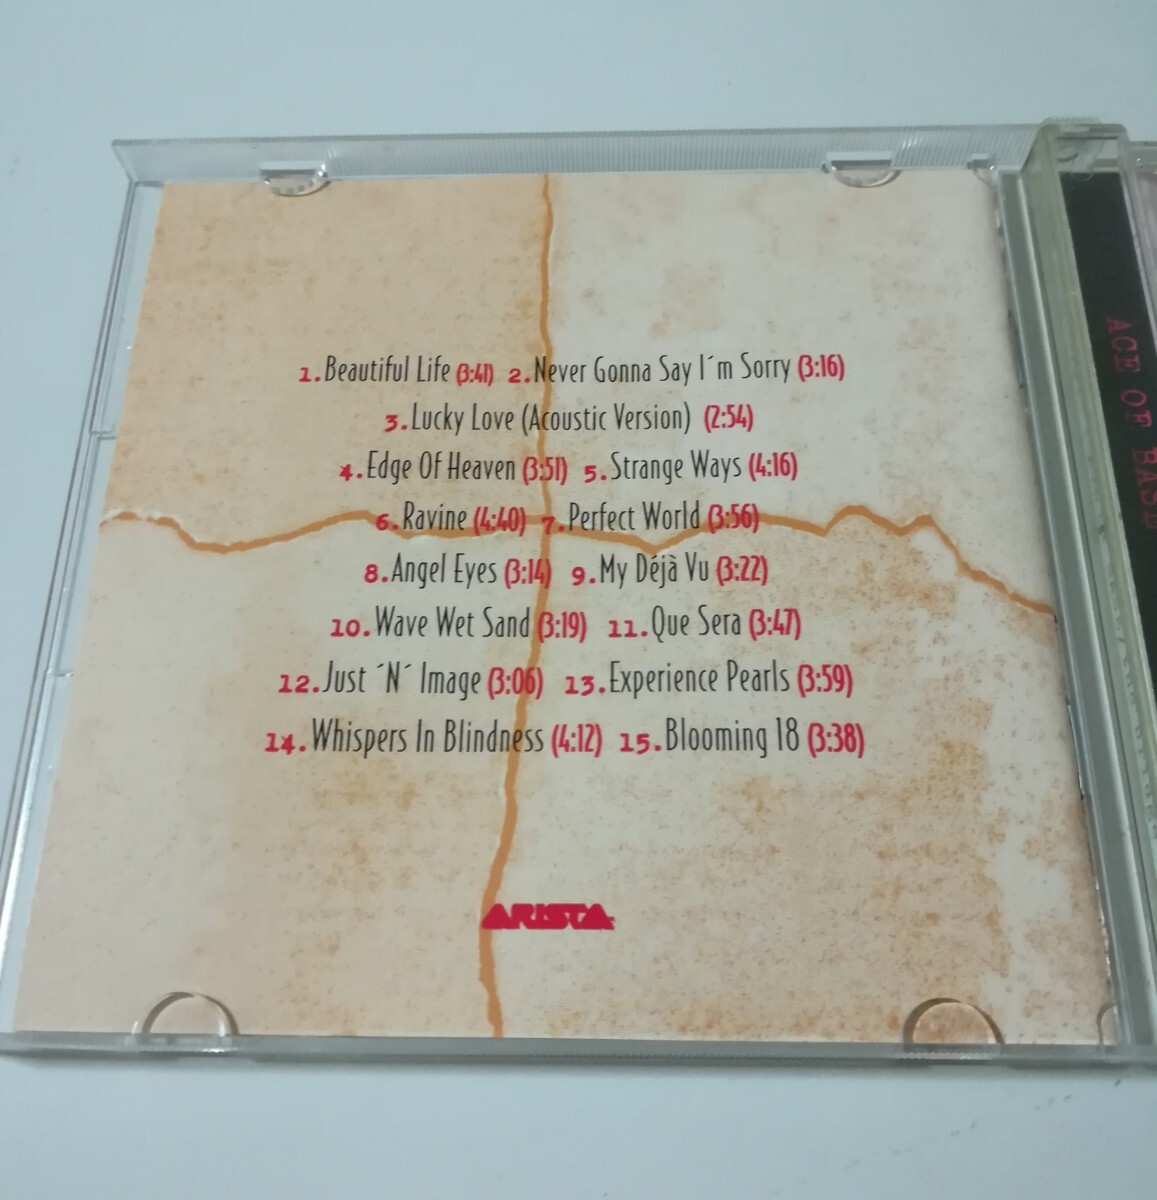 1. Beautiful Life (3:41) 2. Never Gonna Say I´m Sorry (3:16)
3. Lucky Love (Acoustic Version) (2:54)
4. Edge Of Heaven (3:51) 5. Strange Ways (4:16)
6. Ravine (4:40) 7. Perfect World (3:56)
8. Angel Eyes (3:14) 9. My Déjà Vu (3:22)
10. Wave Wet Sand (3:19) 11. Que Sera (3:47)
12. Just ´N´ Image (3:06) 13. Experience Pearls (3:59)
14. Whispers In Blindness (4:12) 15. Blooming 18 (3:38)
ARISTA
ACE OF BASE